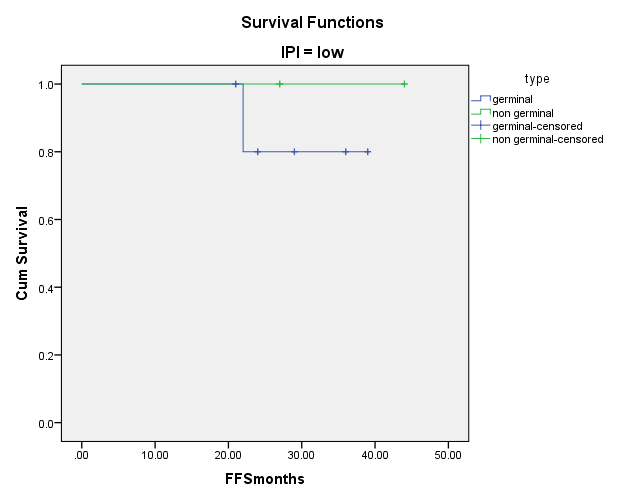 Survival Functions
IPI = low
type
germinal
non germinal
germinal-censored
non germinal-censored
Cum Survival
1.0
0.8
0.6
0.4
0.2
0.0
.00 10.00 20.00 30.00 40.00 50.00
FFSmonths